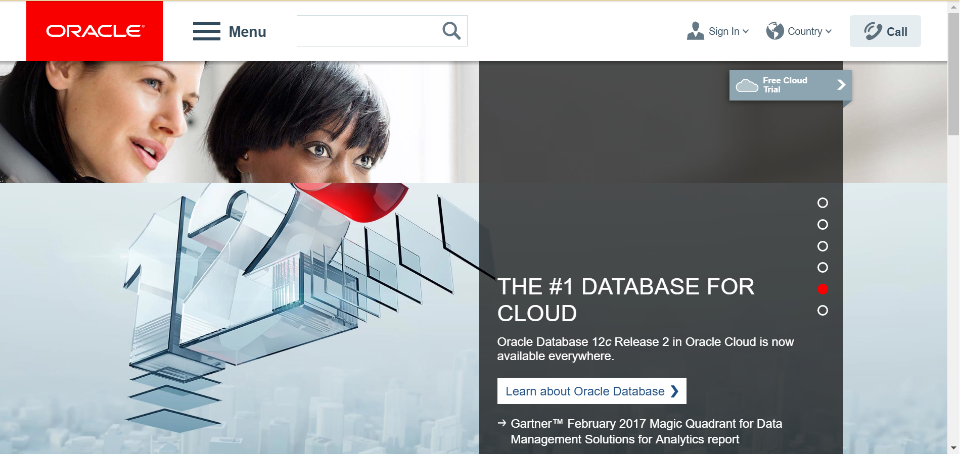 ORACLE®
Menu
Sign In
Country
Call
Free Cloud
Trial
THE #1 DATABASE FOR
CLOUD
Oracle Database 12c Release 2 in Oracle Cloud is now
available everywhere.
Learn about Oracle Database ❯
→ Gartner™ February 2017 Magic Quadrant for Data
Management Solutions for Analytics report